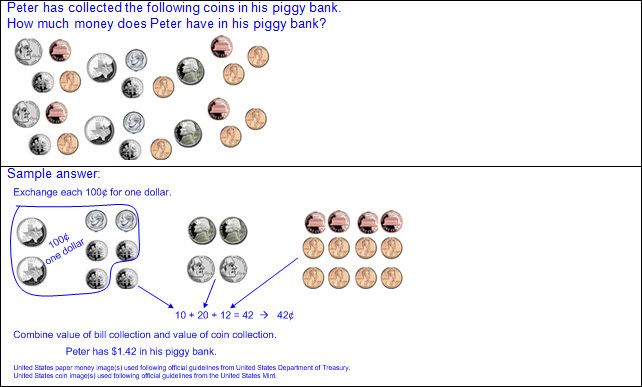 Peter has collected the following coins in his piggy bank.
How much money does Peter have in his piggy bank?
Sample answer:
Exchange each 100¢ for one dollar.
100¢
one dollar
10 + 20 + 12 = 42 → 42¢
Combine value of bill collection and value of coin collection.
Peter has $1.42 in his piggy bank.
United States paper money image(s) used following official guidelines from United States Department of Treasury.
United States coin image(s) used following official guidelines from the United States Mint.